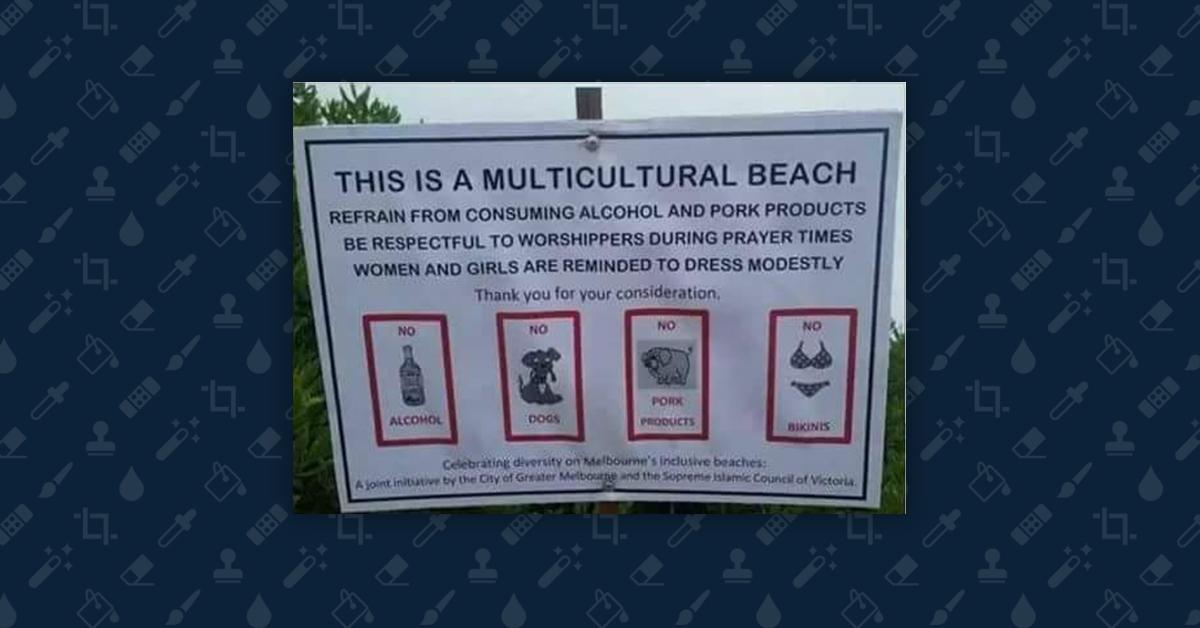 THIS IS A MULTICULTURAL BEACH
REFRAIN FROM CONSUMING ALCOHOL AND PORK PRODUCTS
BE RESPECTFUL TO WORSHIPPERS DURING PRAYER TIMES
WOMEN AND GIRLS ARE REMINDED TO DRESS MODESTLY
Thank you for your consideration.
NO
ALCOHOL
NO
DOGS
NO
PORK
PRODUCTS
NO
BIKINIS
Celebrating diversity on Melbourne's inclusive beaches:
A joint initiative by the City of Greater Melbourne and the Supreme Islamic Council of Victoria.